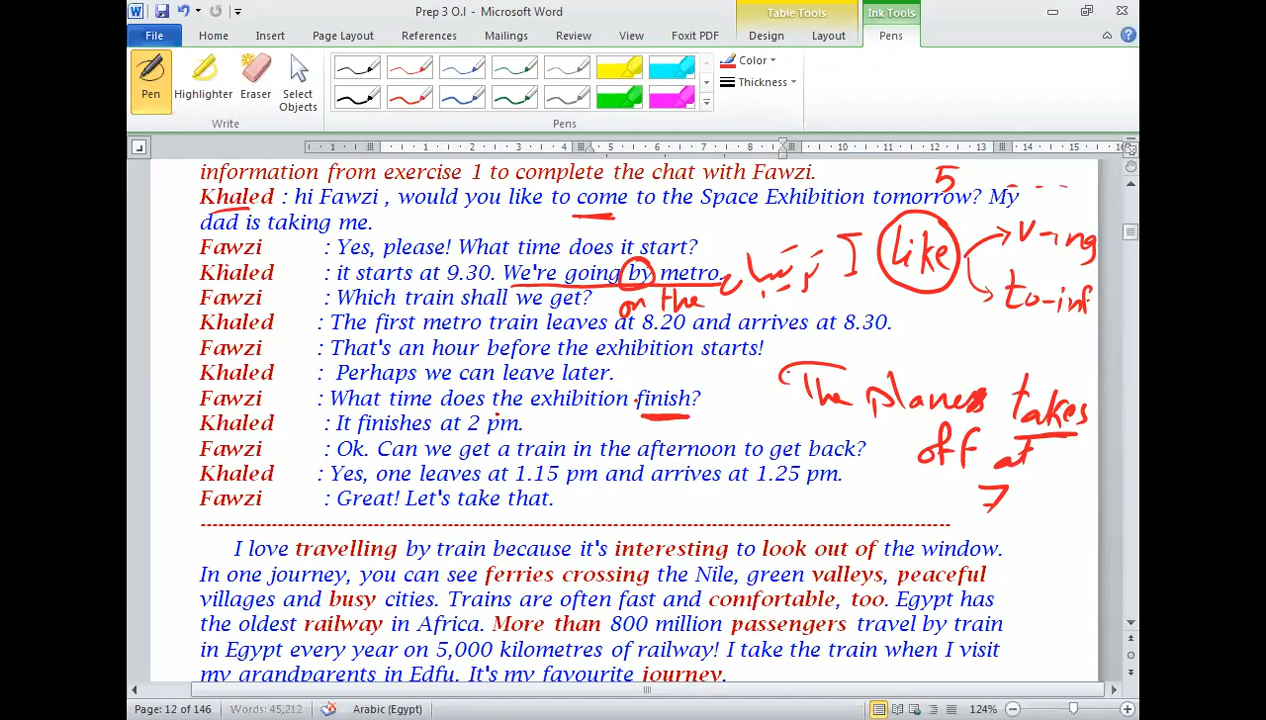 Prep 3 O.I - Microsoft Word
Table Tools
Ink Tools
File Home Insert Page Layout References Mailings Review View Foxit PDF Design Layout Pens
Pen Highlighter Eraser Select Objects
Color
Thickness
Write
Pens
information from exercise 1 to complete the chat with Fawzi.
5
Khaled : hi Fawzi , would you like to come to the Space Exhibition tomorrow? My
dad is taking me.
Fawzi : Yes, please! What time does it start?
I like
v-ing
to-inf
Khaled : it starts at 9.30. We're going by metro.
on the
Fawzi : Which train shall we get?
Khaled : The first metro train leaves at 8.20 and arrives at 8.30.
Fawzi : That's an hour before the exhibition starts!
Khaled : Perhaps we can leave later.
Fawzi : What time does the exhibition finish?
The planes takes
off at
7
Khaled : It finishes at 2 pm.
Fawzi : Ok. Can we get a train in the afternoon to get back?
Khaled : Yes, one leaves at 1.15 pm and arrives at 1.25 pm.
Fawzi : Great! Let's take that.
I love travelling by train because it's interesting to look out of the window.
In one journey, you can see ferries crossing the Nile, green valleys, peaceful
villages and busy cities. Trains are often fast and comfortable, too. Egypt has
the oldest railway in Africa. More than 800 million passengers travel by train
in Egypt every year on 5,000 kilometres of railway! I take the train when I visit
my grandparents in Edfu. It's my favourite journey.
Page: 12 of 146 Words: 45,212 Arabic (Egypt) 124%